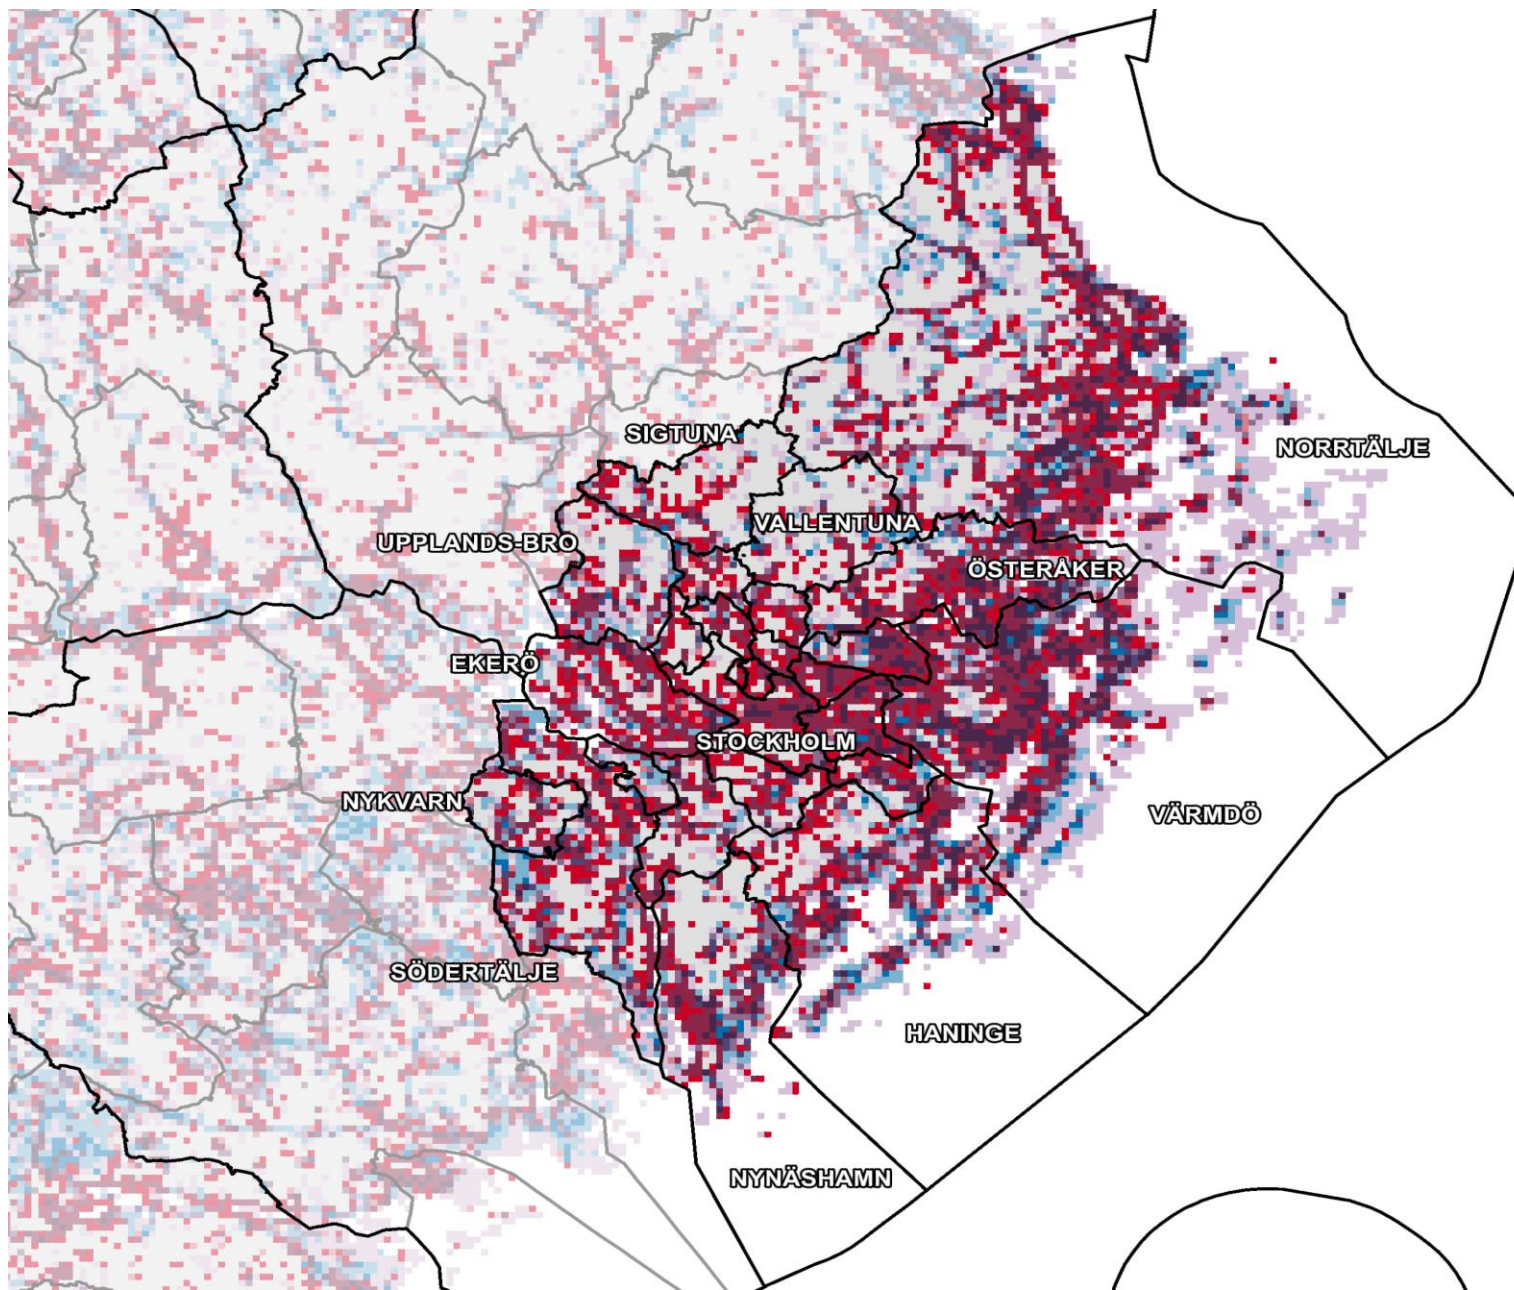 SIGTUNA
NORRTÄLJE
VALLENTUNA
UPPLANDS-BRO
ÖSTERÅKER
EKERÖ
STOCKHOLM
NYKVARN
VÄRMDÖ
SÖDERTÄLJE
HANINGE
NYNÄSHAMN